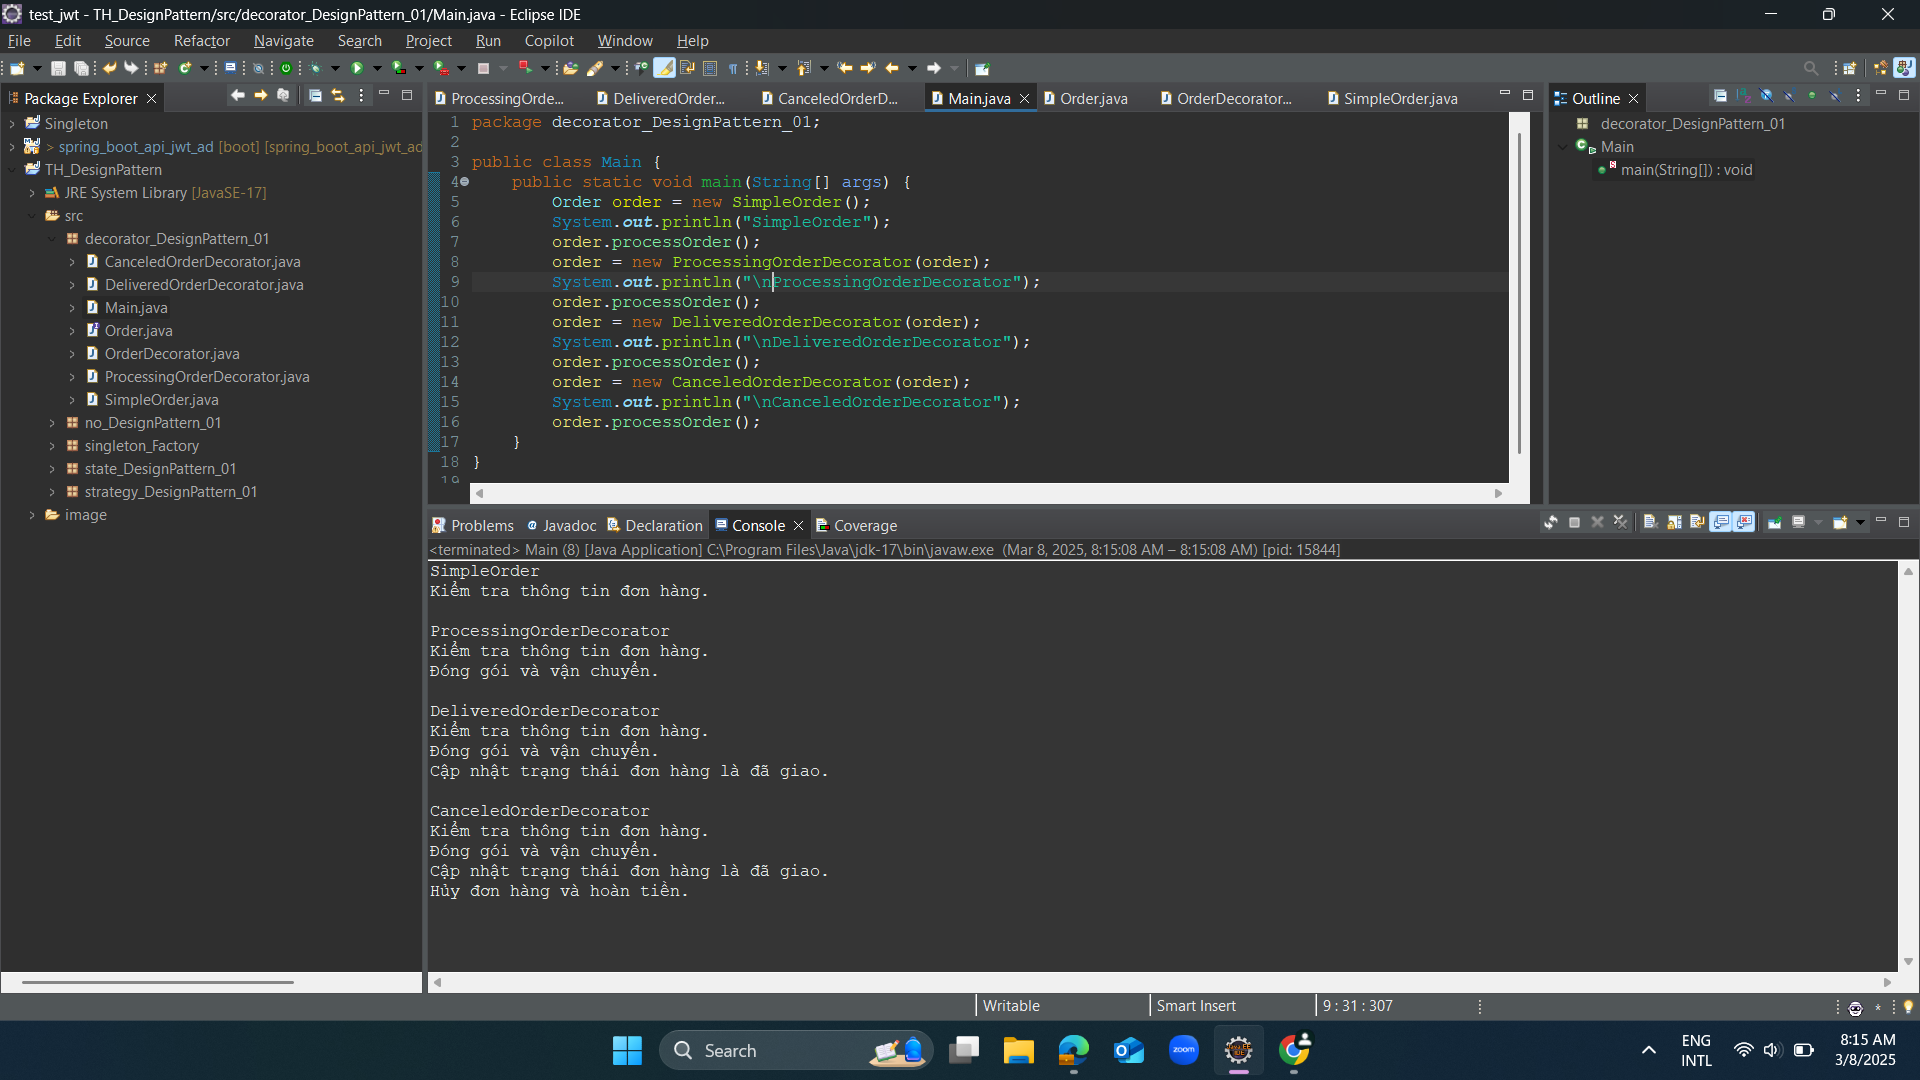 test_jwt - TH_DesignPattern/src/decorator_DesignPattern_01/Main.java - Eclipse IDE
File Edit Source Refactor Navigate Search Project Run Copilot Window Help
Package Explorer
Singleton
> spring_boot_api_jwt_ad [boot] [spring_boot_api_jwt_ad
TH_DesignPattern
JRE System Library [JavaSE-17]
src
decorator_DesignPattern_01
CanceledOrderDecorator.java
DeliveredOrderDecorator.java
Main.java
Order.java
OrderDecorator.java
ProcessingOrderDecorator.java
SimpleOrder.java
no_DesignPattern_01
singleton_Factory
state_DesignPattern_01
strategy_DesignPattern_01
image
ProcessingOrde... DeliveredOrder... CanceledOrderD... Main.java Order.java OrderDecorator... SimpleOrder.java
1 package decorator_DesignPattern_01;
2
3 public class Main {
4 public static void main(String[] args) {
5 Order order = new SimpleOrder();
6 System.out.println("SimpleOrder");
7 order.processOrder();
8 order = new ProcessingOrderDecorator(order);
9 System.out.println("\nProcessingOrderDecorator");
10 order.processOrder();
11 order = new DeliveredOrderDecorator(order);
12 System.out.println("\nDeliveredOrderDecorator");
13 order.processOrder();
14 order = new CanceledOrderDecorator(order);
15 System.out.println("\nCanceledOrderDecorator");
16 order.processOrder();
17 }
18 }
19
Outline
decorator_DesignPattern_01
Main
main(String[]) : void
Problems Javadoc Declaration Console Coverage
<terminated> Main (8) [Java Application] C:\Program Files\Java\jdk-17\bin\javaw.exe (Mar 8, 2025, 8:15:08 AM – 8:15:08 AM) [pid: 15844]
SimpleOrder
Kiểm tra thông tin đơn hàng.
ProcessingOrderDecorator
Kiểm tra thông tin đơn hàng.
Đóng gói và vận chuyển.
DeliveredOrderDecorator
Kiểm tra thông tin đơn hàng.
Đóng gói và vận chuyển.
Cập nhật trạng thái đơn hàng là đã giao.
CanceledOrderDecorator
Kiểm tra thông tin đơn hàng.
Đóng gói và vận chuyển.
Cập nhật trạng thái đơn hàng là đã giao.
Hủy đơn hàng và hoàn tiền.
Writable Smart Insert 9 : 31 : 307
Search
zoom
ENG
INTL
8:15 AM
3/8/2025